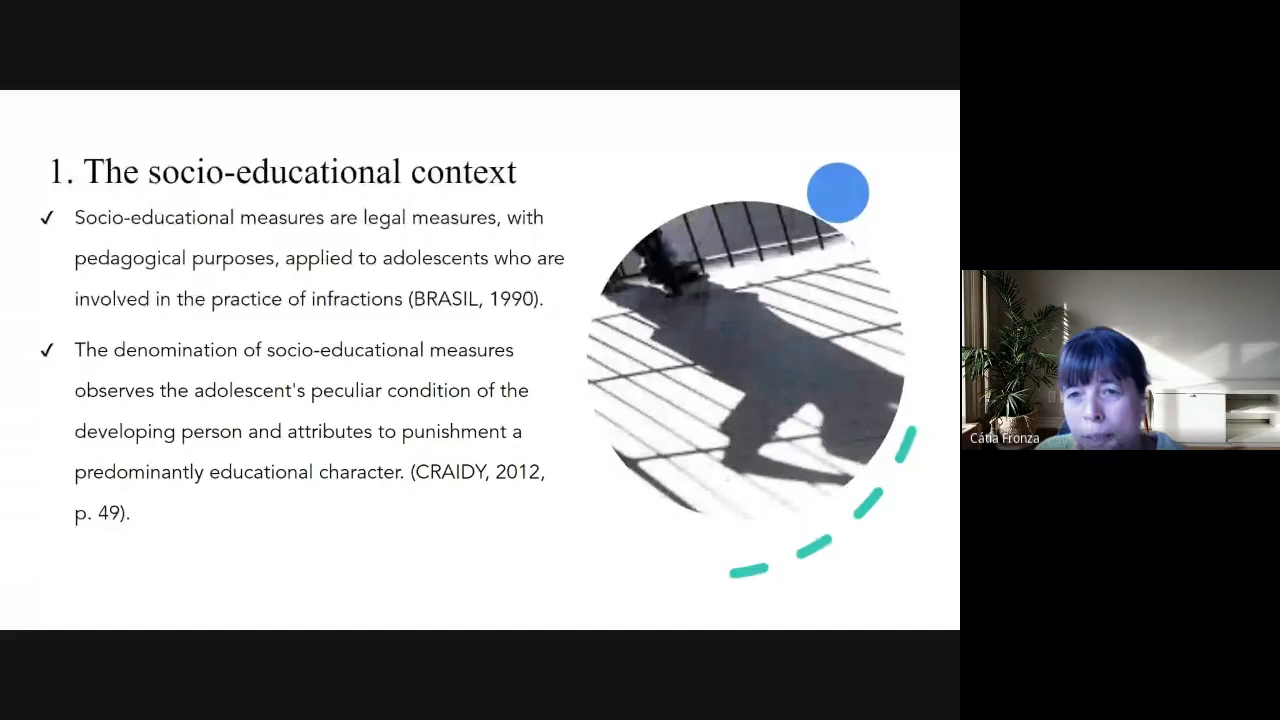 1. The socio-educational context
✓ Socio-educational measures are legal measures, with
pedagogical purposes, applied to adolescents who are
involved in the practice of infractions (BRASIL, 1990).
✓ The denomination of socio-educational measures
observes the adolescent's peculiar condition of the
developing person and attributes to punishment a
predominantly educational character. (CRAIDY, 2012,
p. 49).
Cátia Fronza